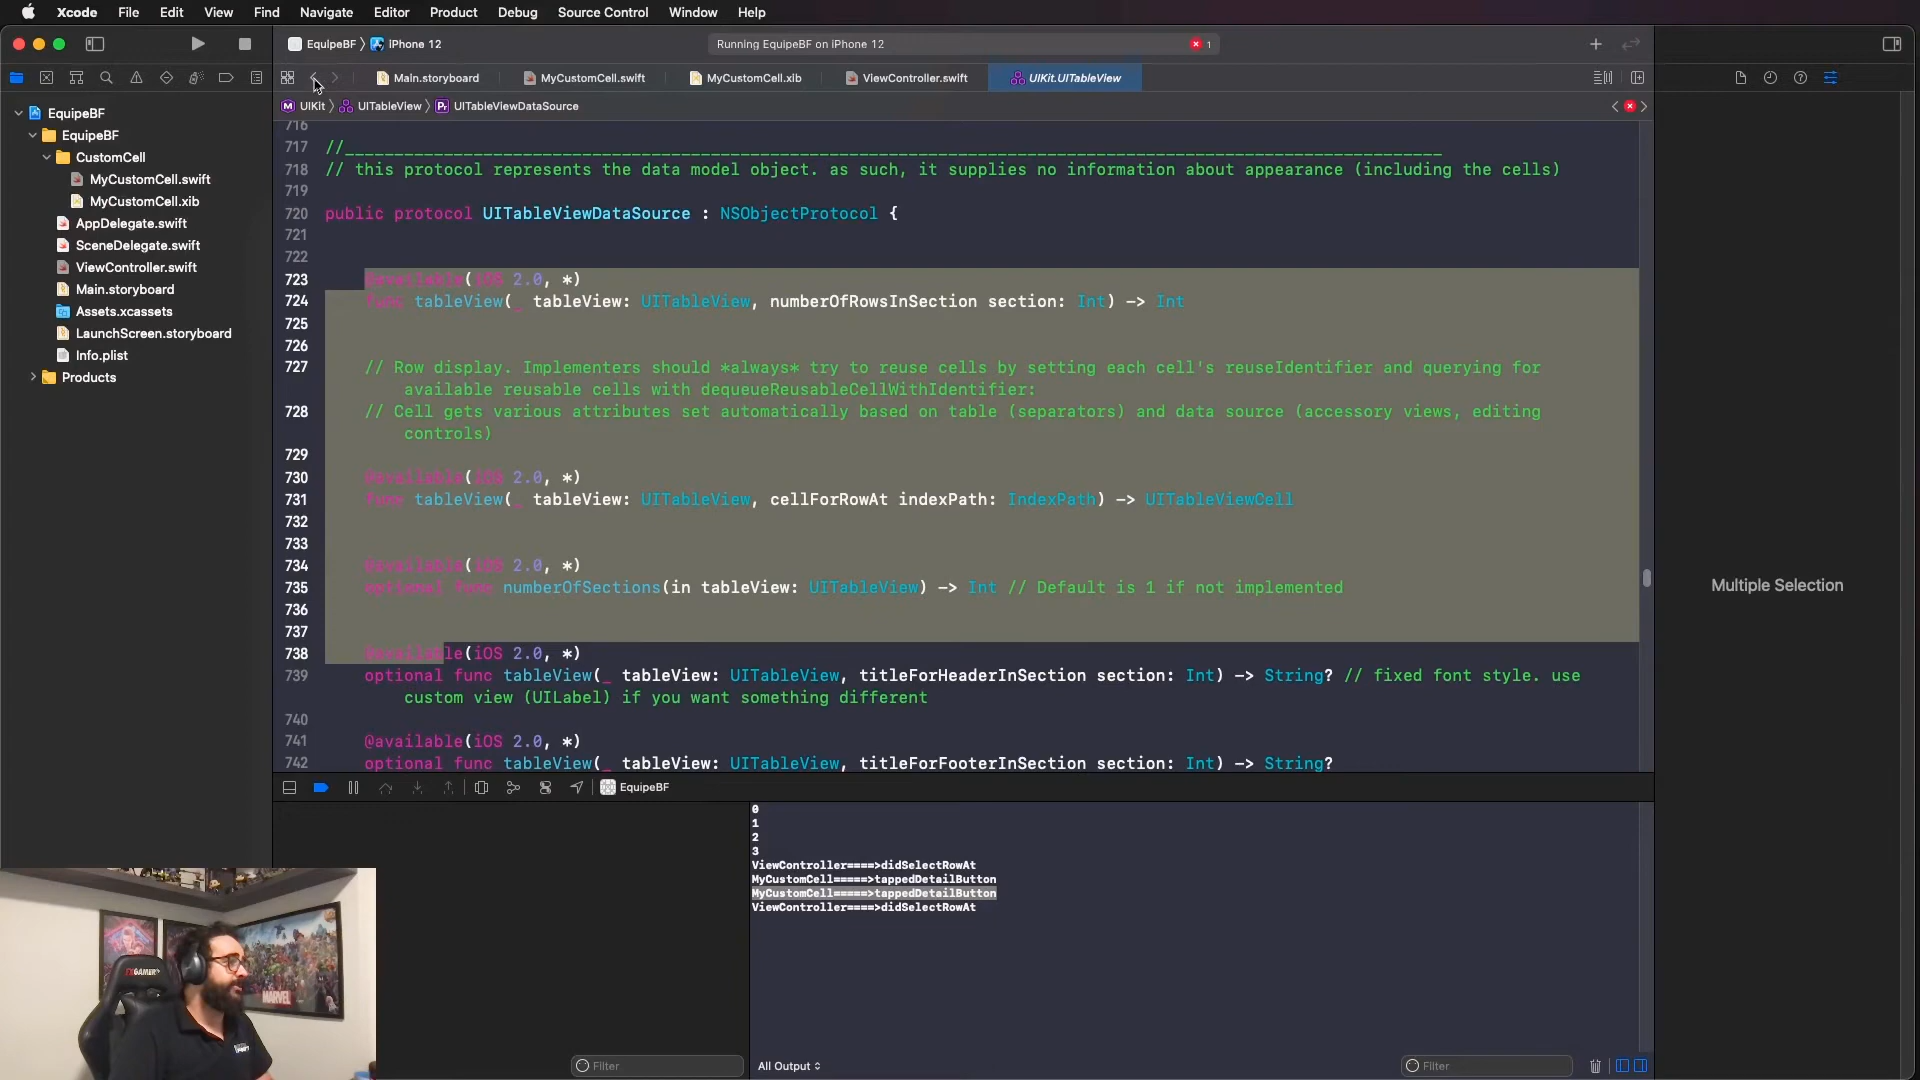 Xcode File Edit View Find Navigate Editor Product Debug Source Control Window Help
EquipeBF iPhone 12
Running EquipeBF on iPhone 12
1
Main.storyboard MyCustomCell.swift MyCustomCell.xib ViewController.swift UIKit.UITableView
UIKit UITableView Pr UITableViewDataSource
EquipeBF
EquipeBF
CustomCell
MyCustomCell.swift
MyCustomCell.xib
AppDelegate.swift
SceneDelegate.swift
ViewController.swift
Main.storyboard
Assets.xcassets
LaunchScreen.storyboard
Info.plist
Products
716
717 //
718 // this protocol represents the data model object. as such, it supplies no information about appearance (including the cells)
719
720 public protocol UITableViewDataSource : NSObjectProtocol {
721
722
723 @available(iOS 2.0, *)
724 func tableView(_ tableView: UITableView, numberOfRowsInSection section: Int) -> Int
725
726
727 // Row display. Implementers should *always* try to reuse cells by setting each cell's reuseIdentifier and querying for
available reusable cells with dequeueReusableCellWithIdentifier:
728 // Cell gets various attributes set automatically based on table (separators) and data source (accessory views, editing
controls)
729
730 @available(iOS 2.0, *)
731 func tableView(_ tableView: UITableView, cellForRowAt indexPath: IndexPath) -> UITableViewCell
732
733
734 @available(iOS 2.0, *)
735 optional func numberOfSections(in tableView: UITableView) -> Int // Default is 1 if not implemented
736
737
738 @available(iOS 2.0, *)
739 optional func tableView(_ tableView: UITableView, titleForHeaderInSection section: Int) -> String? // fixed font style. use
custom view (UILabel) if you want something different
740
741 @available(iOS 2.0, *)
742 optional func tableView(_ tableView: UITableView, titleForFooterInSection section: Int) -> String?
Multiple Selection
EquipeBF
0
1
2
3
ViewController====>didSelectRowAt
MyCustomCell=====>tappedDetailButton
MyCustomCell=====>tappedDetailButton
ViewController====>didSelectRowAt
Filter
All Output
Filter
MARVEL